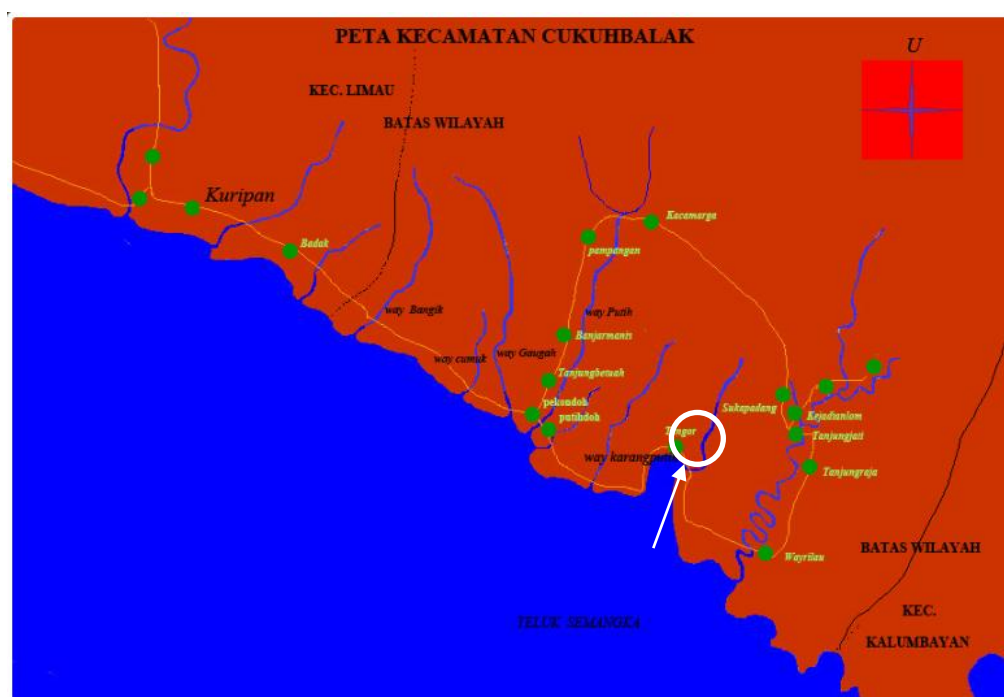 PETA KECAMATAN CUKUHBALAK
U
KEC. LIMAU
BATAS WILAYAH
Kuripan
Badak
Kacamarga
pampangan
way Bangik
way Putih
Banjarmanis
way cumuk
way Gaugah
Tanjungbetuah
pekondoh
putihdoh
Sukapadang
Kejadianlom
Tanjungjati
way karangputi
Tanjungraja
Wayrilau
BATAS WILAYAH
TELUK SEMANGKA
KEC.
KALUMBAYAN